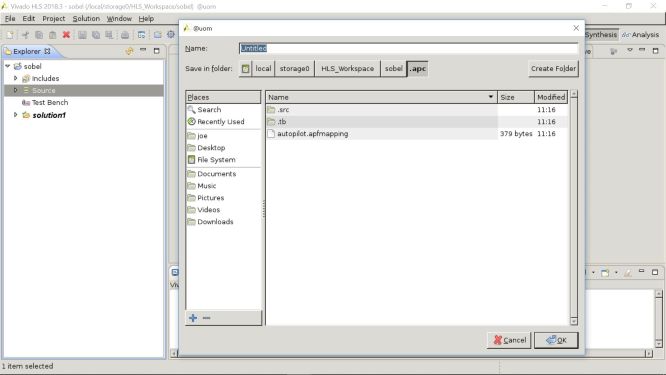 Vivado HLS 2018.3 - sobel (/local/storage0/HLS_Workspace/sobel) @uom
File Edit Project Solution Window Help
Synthesis Analysis
Explorer
sobel
Includes
Source
Test Bench
solution1
@uom
Name: Untitled
Save in folder: local storage0 HLS_Workspace sobel .apc Create Folder
Places
Search
Recently Used
joe
Desktop
File System
Documents
Music
Pictures
Videos
Downloads
Name Size Modified
.src 11:16
.tb 11:16
autopilot.apfmapping 379 bytes 11:16
Cancel OK
1 item selected